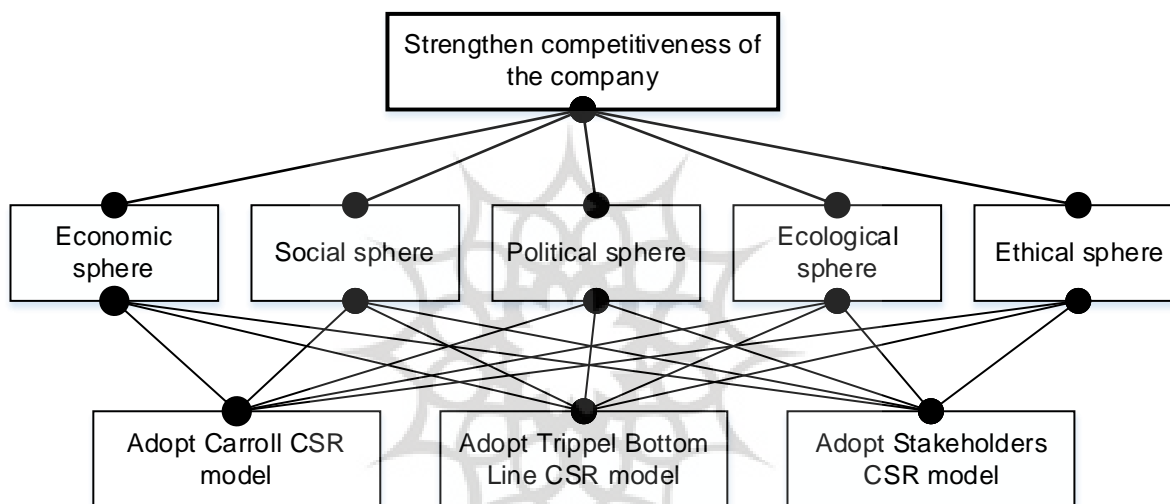 Strengthen competitiveness of
the company
Economic
sphere
Social sphere
Political sphere
Ecological
sphere
Ethical sphere
Adopt Carroll CSR
model
Adopt Trippel Bottom
Line CSR model
Adopt Stakeholders
CSR model